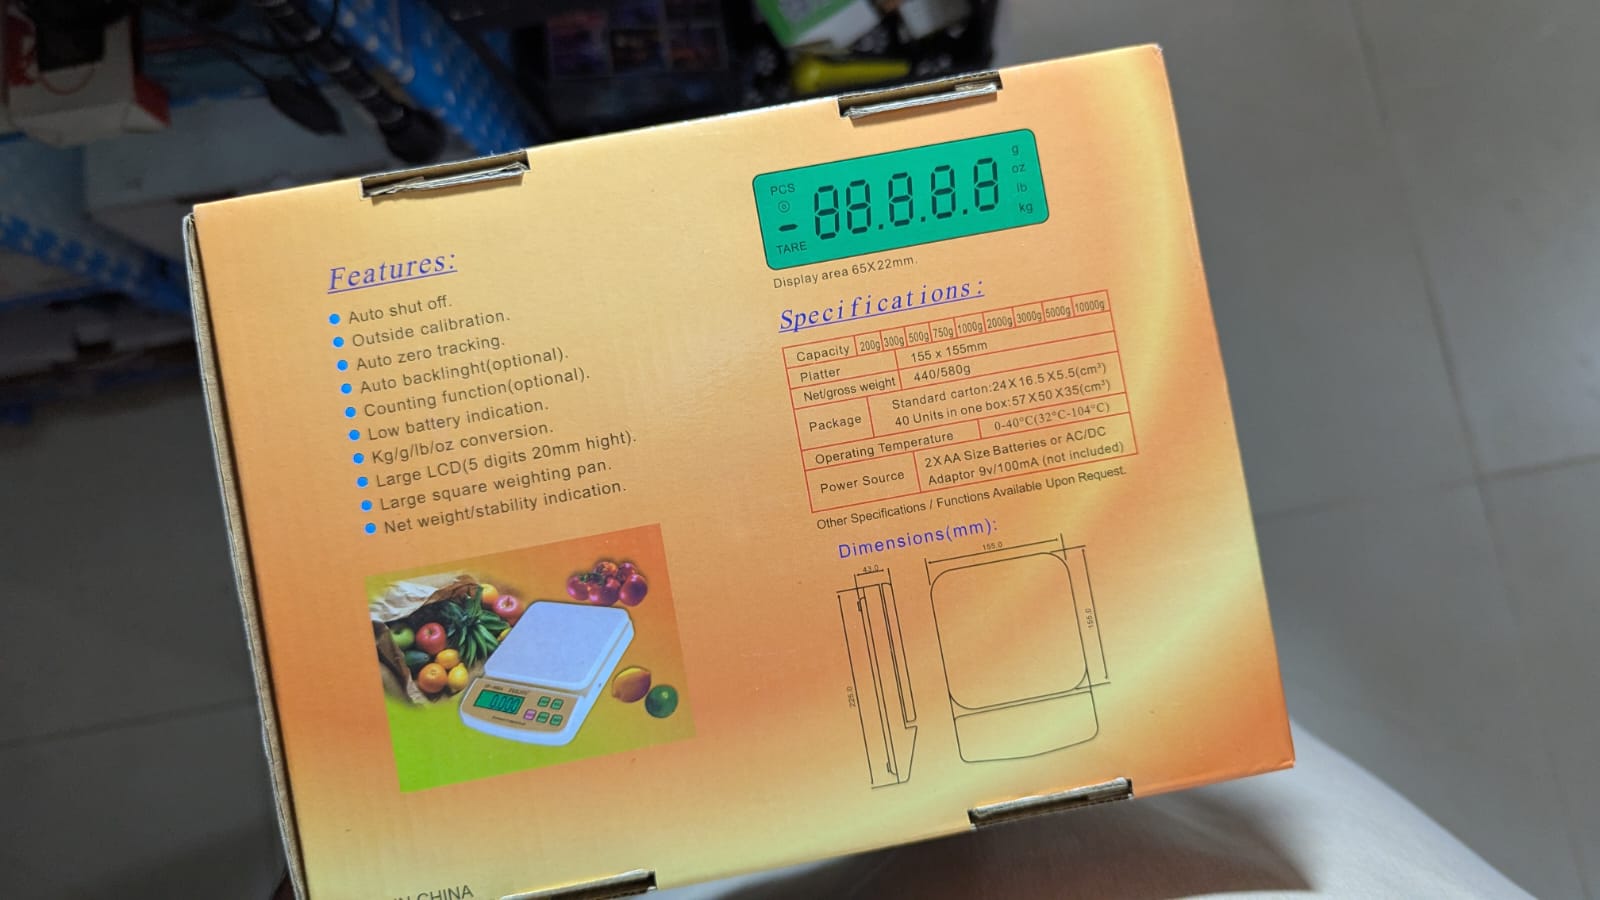 Features:
Auto shut off.
Outside calibration.
Auto zero tracking.
Auto backlinght(optional).
Counting function(optional).
Low battery indication.
Kg/g/lb/oz conversion.
Large LCD(5 digits 20mm hight).
Large square weighting pan.
Net weight/stability indication.
PCS
TARE
-88.8.8.8
g
oz
lb
kg
Display area 65X22mm.
Specifications:
Capacity 200g 300g 500g 750g 1000g 2000g 3000g 5000g 10000g
Platter 155 x 155mm
Net/gross weight 440/580g
Package Standard carton:24X16.5X5.5(cm³)
40 Units in one box:57X50X35(cm³)
Operating Temperature 0-40°C(32°C-104°C)
Power Source 2XAA Size Batteries or AC/DC
Adaptor 9v/100mA (not included)
Other Specifications / Functions Available Upon Request.
Dimensions(mm):
43.0
155.0
155.0
225.0
0.000
CHINA